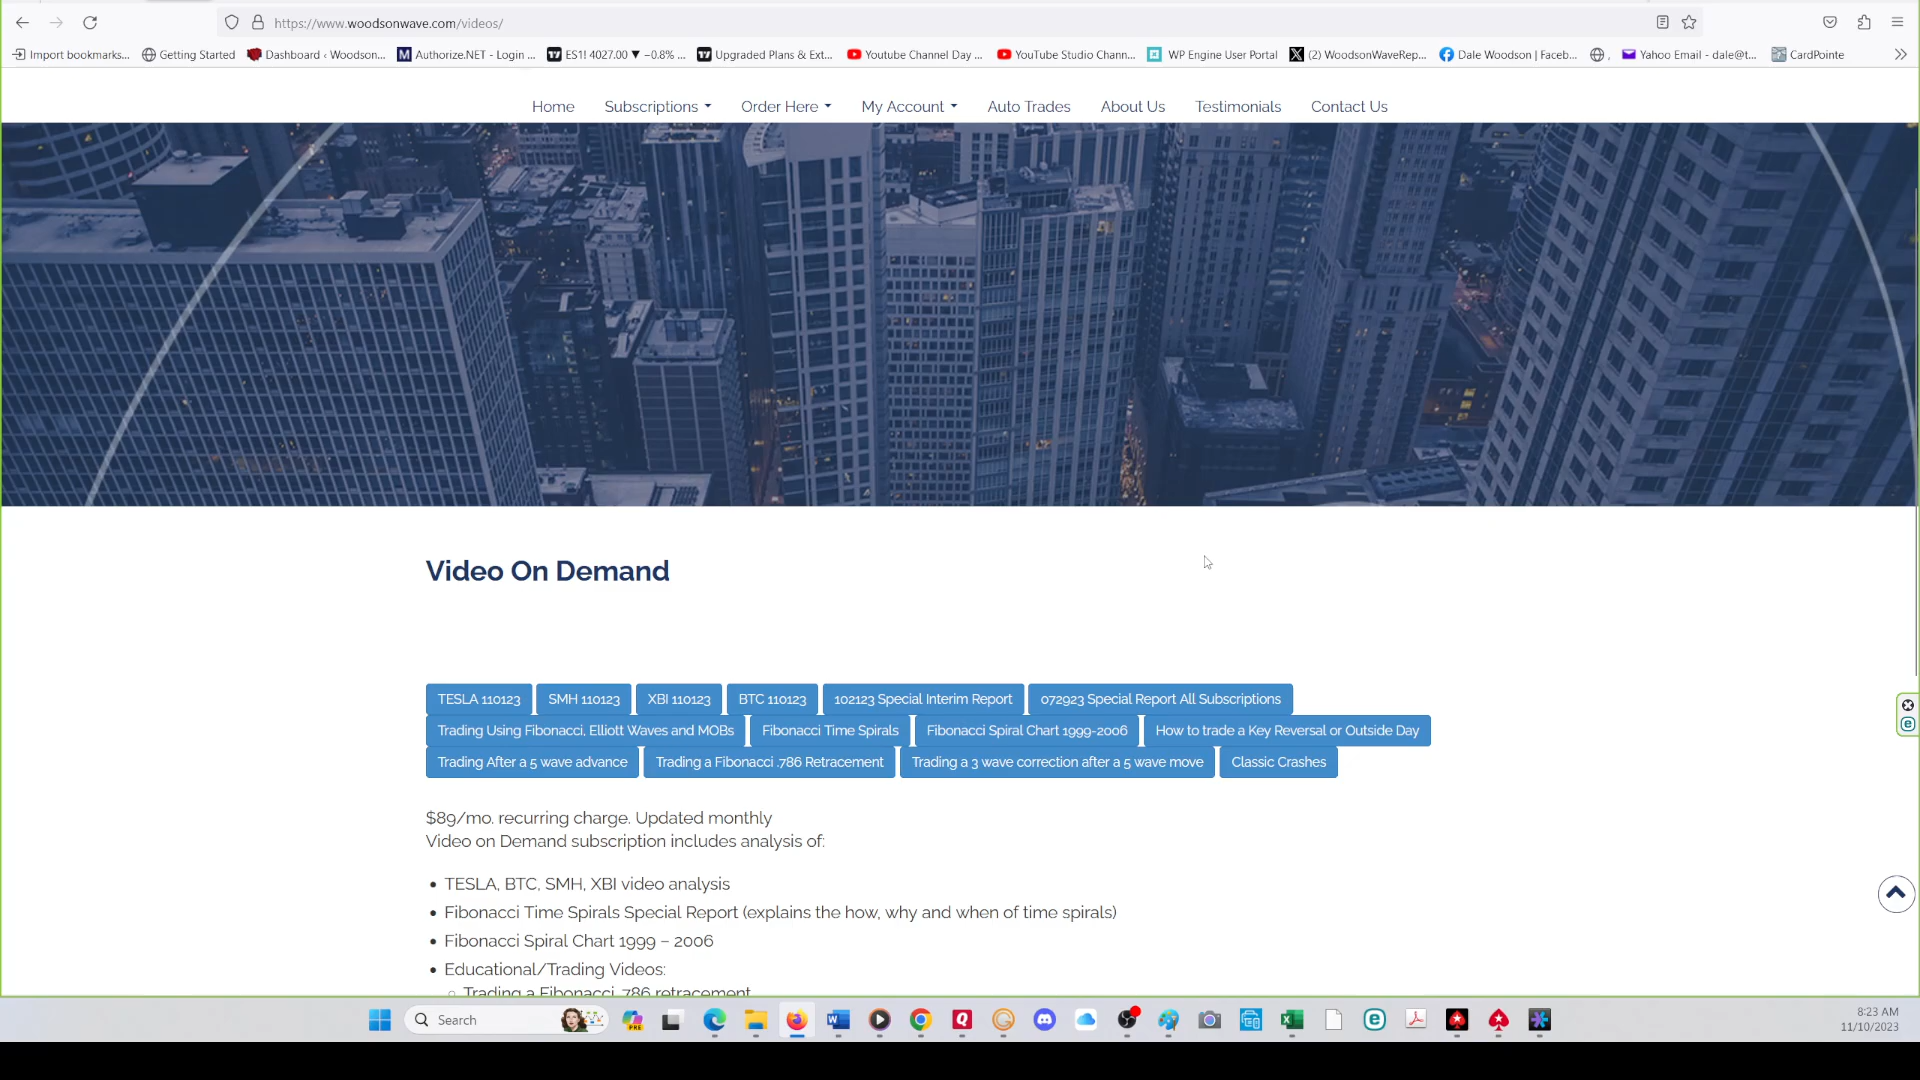 https://www.woodsonwave.com/videos/
Import bookmarks... Getting Started Dashboard ‹ Woodson... Authorize.NET - Login ... ES1! 4027.00 ▼ −0.8% ... Upgraded Plans & Ext... Youtube Channel Day ... YouTube Studio Chann... WP Engine User Portal (2) WoodsonWaveRep... Dale Woodson | Faceb... , Yahoo Email - dale@t... CardPointe
Home Subscriptions Order Here My Account Auto Trades About Us Testimonials Contact Us
Video On Demand
TESLA 110123 SMH 110123 XBI 110123 BTC 110123 102123 Special Interim Report 072923 Special Report All Subscriptions
Trading Using Fibonacci, Elliott Waves and MOBs Fibonacci Time Spirals Fibonacci Spiral Chart 1999-2006 How to trade a Key Reversal or Outside Day
Trading After a 5 wave advance Trading a Fibonacci .786 Retracement Trading a 3 wave correction after a 5 wave move Classic Crashes
$89/mo. recurring charge. Updated monthly
Video on Demand subscription includes analysis of:
• TESLA, BTC, SMH, XBI video analysis
• Fibonacci Time Spirals Special Report (explains the how, why and when of time spirals)
• Fibonacci Spiral Chart 1999 – 2006
• Educational/Trading Videos:
○ Trading a Fibonacci .786 retracement
Search
8:23 AM
11/10/2023